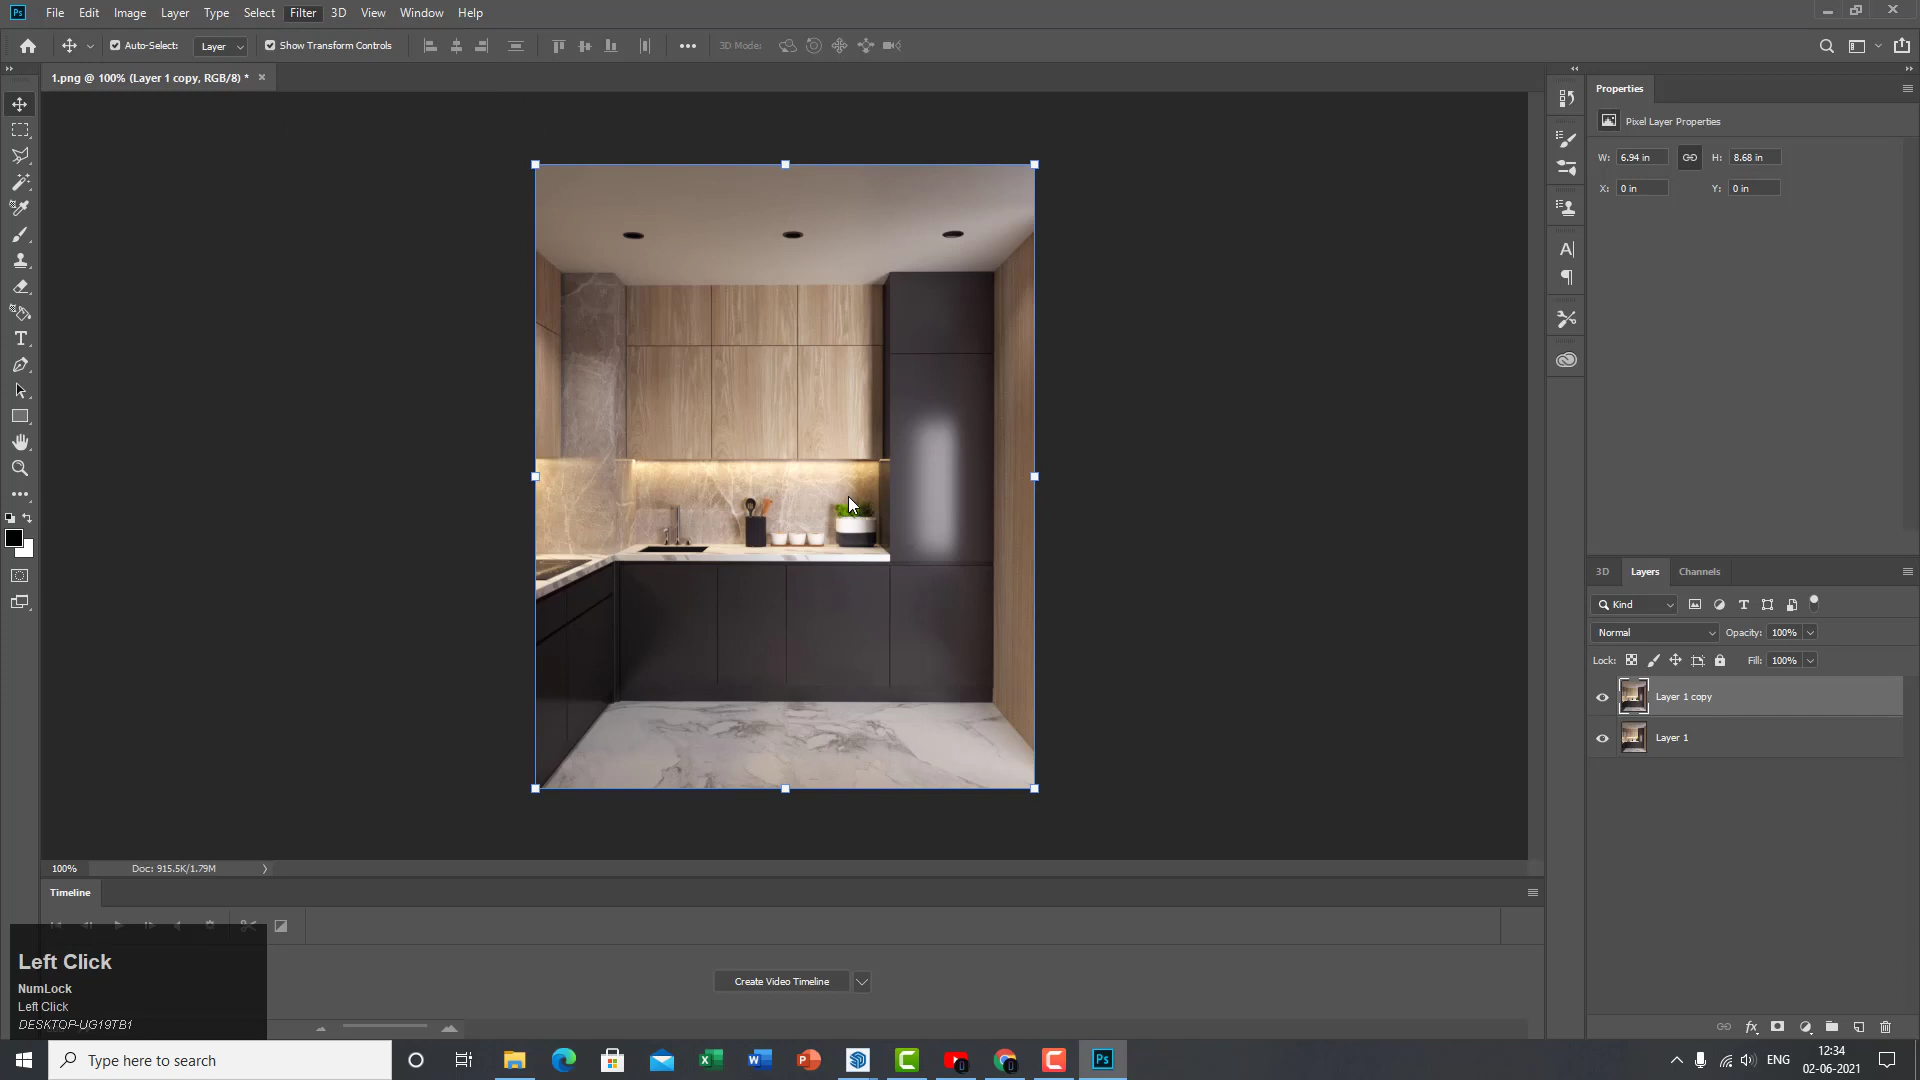 Ps File Edit Image Layer Type Select Filter 3D View Window Help
Auto-Select: Layer Show Transform Controls 3D Mode:
1.png @ 100% (Layer 1 copy, RGB/8) *
Properties
Pixel Layer Properties
W: 6.94 in H: 8.68 in
X: 0 in Y: 0 in
3D Layers Channels
Kind
Normal Opacity: 100%
Lock: Fill: 100%
Layer 1 copy
Layer 1
100% Doc: 915.5K/1.79M
Timeline
Create Video Timeline
Left Click
NumLock
Left Click
DESKTOP-UG19TB1
Type here to search
ENG
12:34
02-06-2021